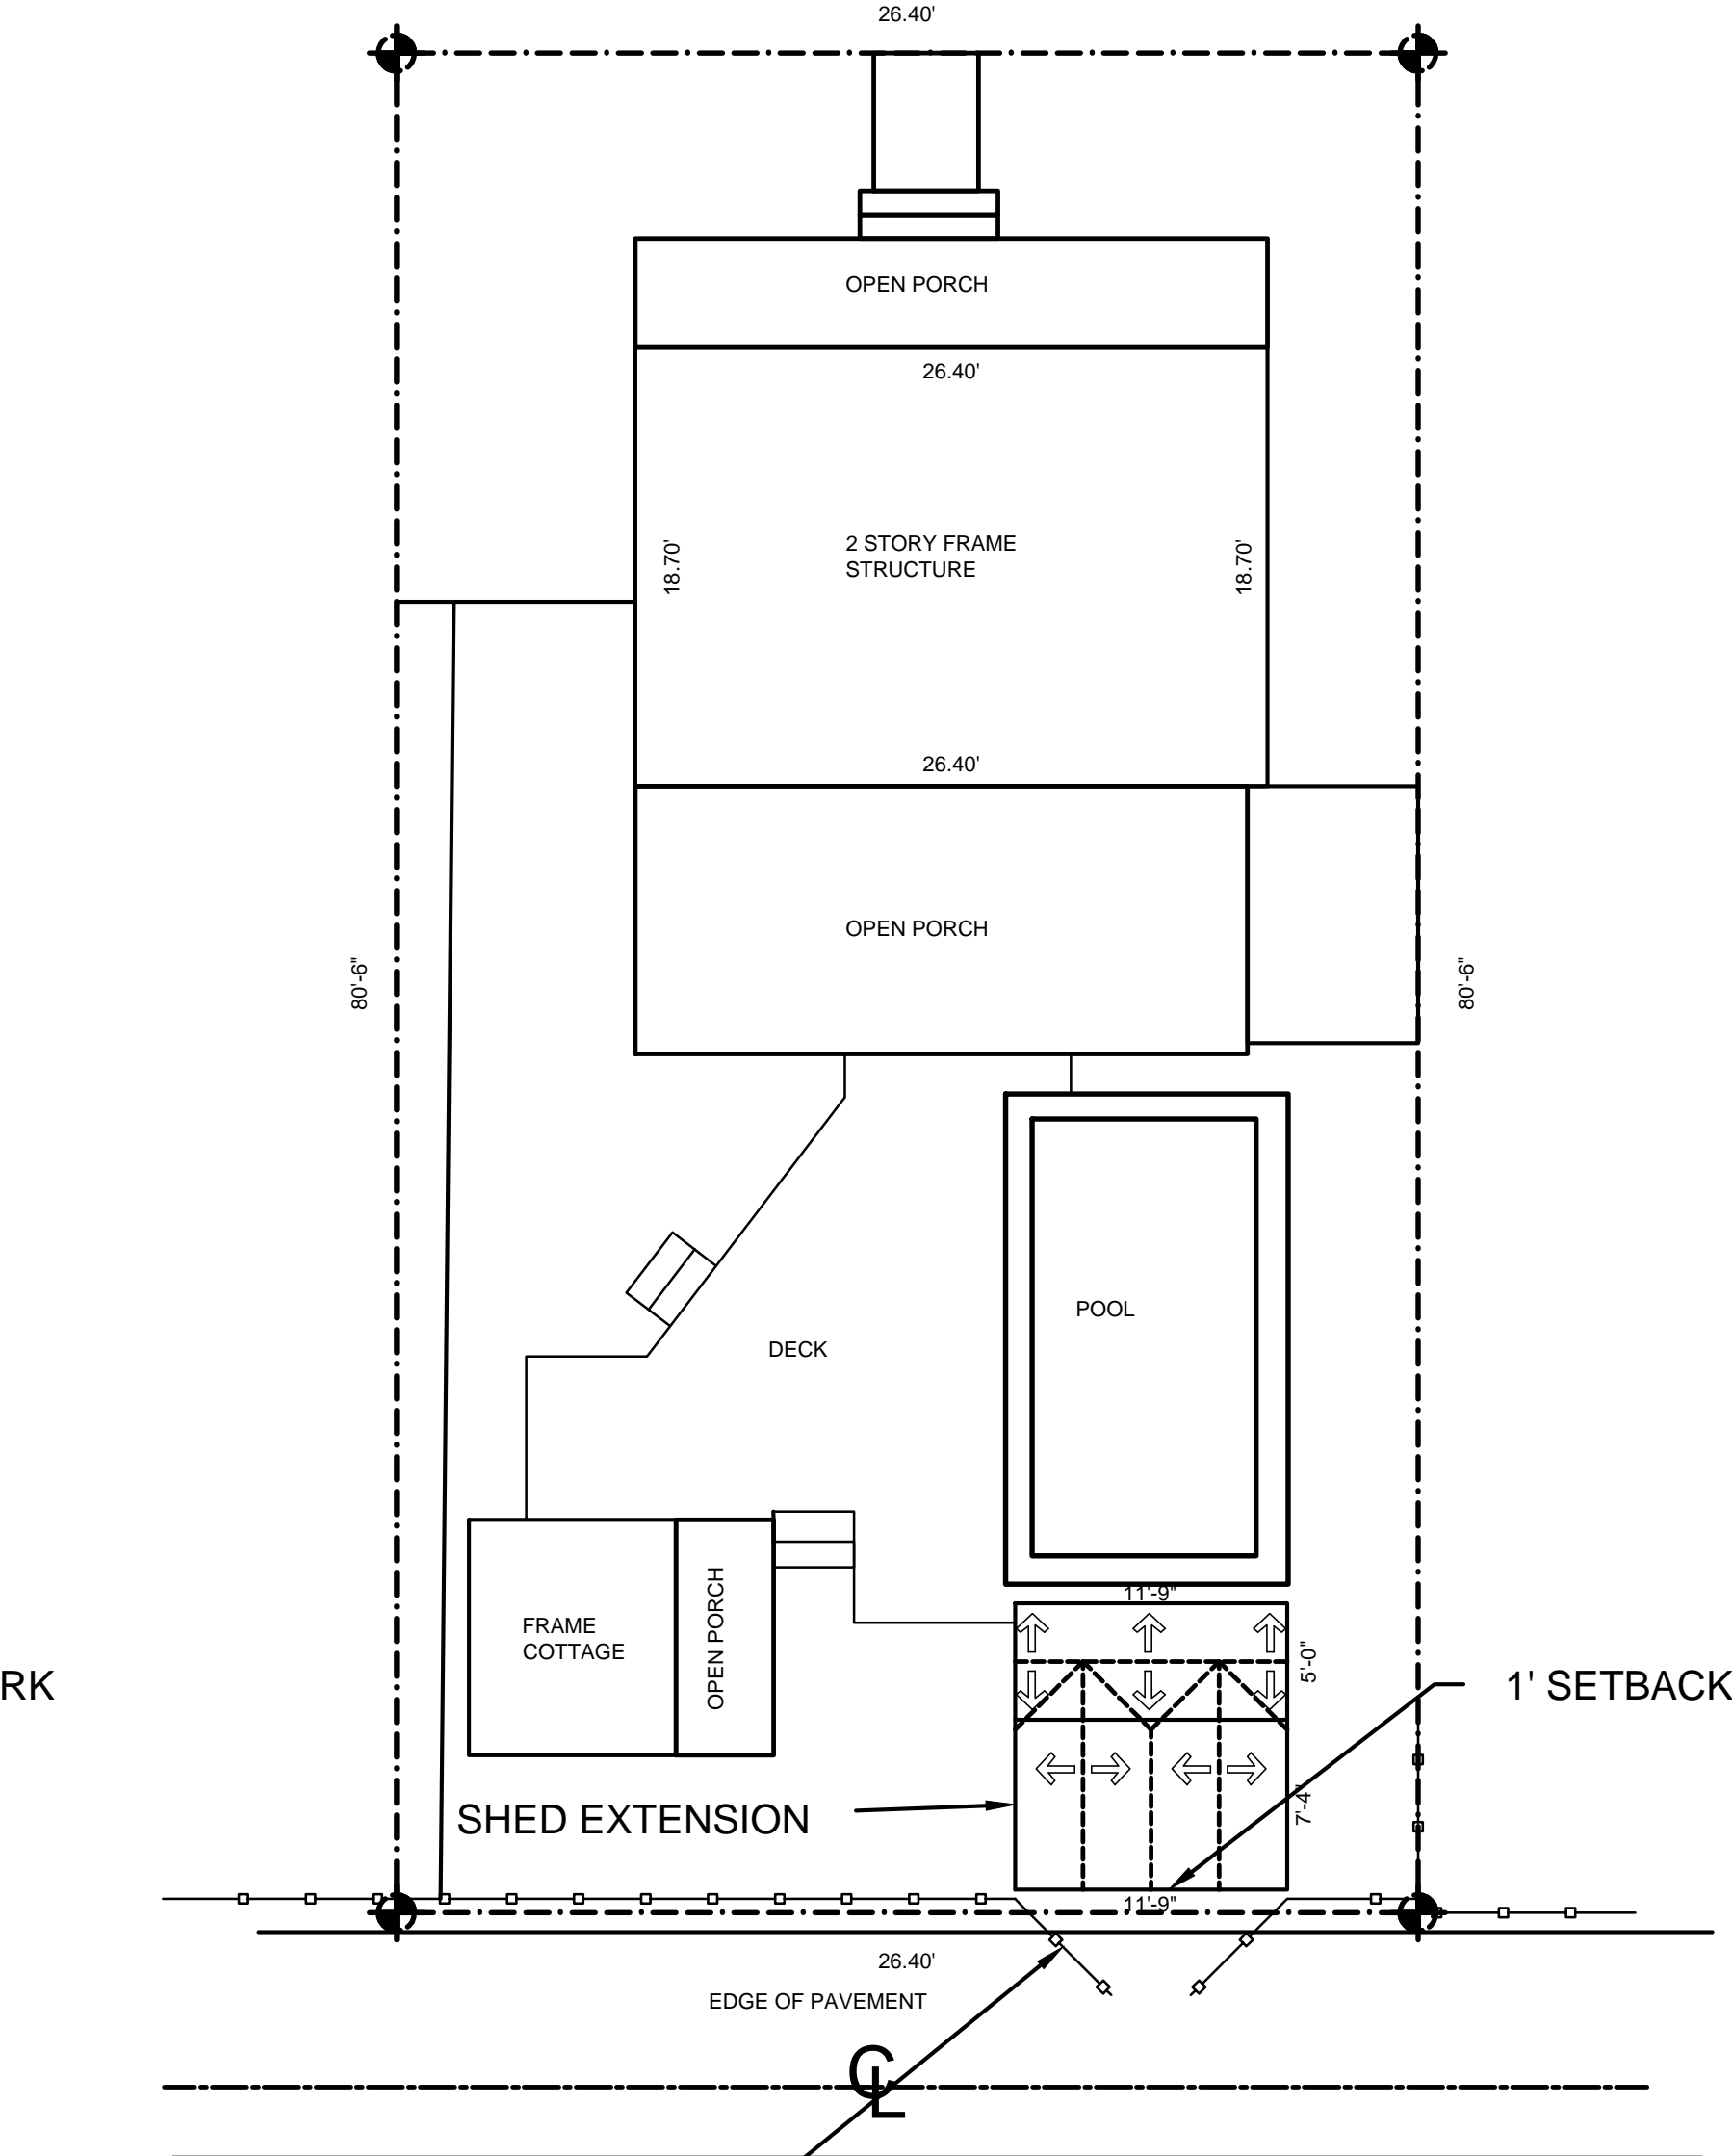 26.40'
OPEN PORCH
26.40'
18.70'
2 STORY FRAME
STRUCTURE
18.70'
26.40'
OPEN PORCH
80'-6"
80'-6"
POOL
DECK
11'-9"
FRAME
COTTAGE
OPEN PORCH
5'-0"
RK
1' SETBACK
7'-4"
SHED EXTENSION
11'-9"
26.40'
EDGE OF PAVEMENT
CL